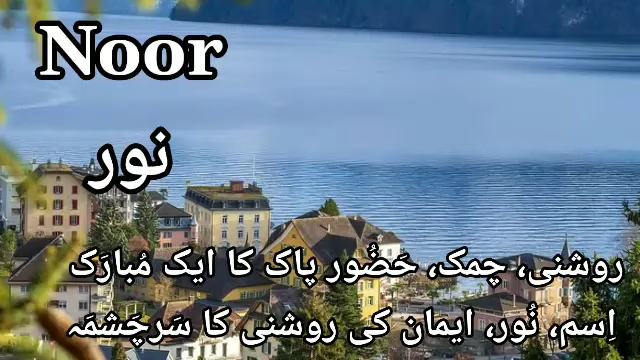 Noor
نور
روشنی، چمک، حَضُور پاک کا ایک مُبارَک
اِسم، نُور، ایمان کی روشنی کا سَرچَشمَہ